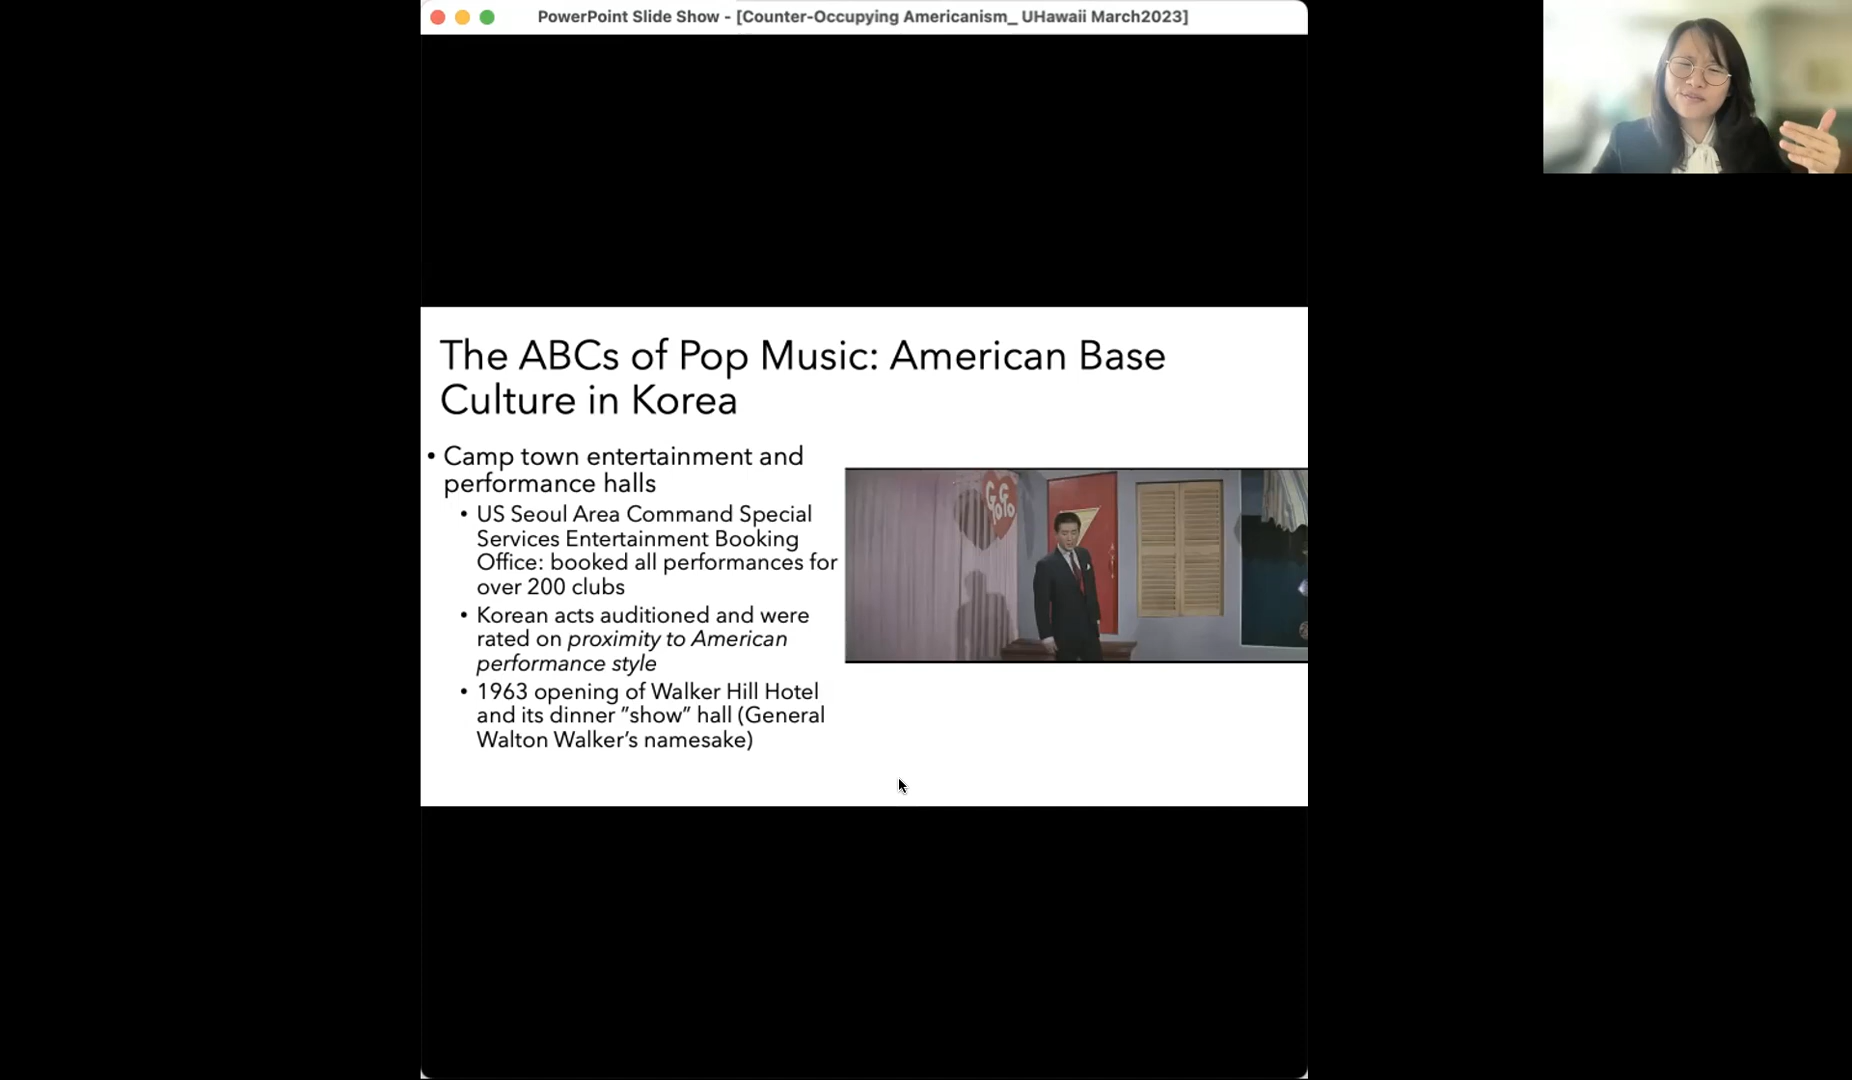 PowerPoint Slide Show - [Counter-Occupying Americanism_ UHawaii March2023]
The ABCs of Pop Music: American Base
Culture in Korea
• Camp town entertainment and
performance halls
• US Seoul Area Command Special
Services Entertainment Booking
Office: booked all performances for
over 200 clubs
• Korean acts auditioned and were
rated on proximity to American
performance style
• 1963 opening of Walker Hill Hotel
and its dinner ”show” hall (General
Walton Walker’s namesake)
GoGo